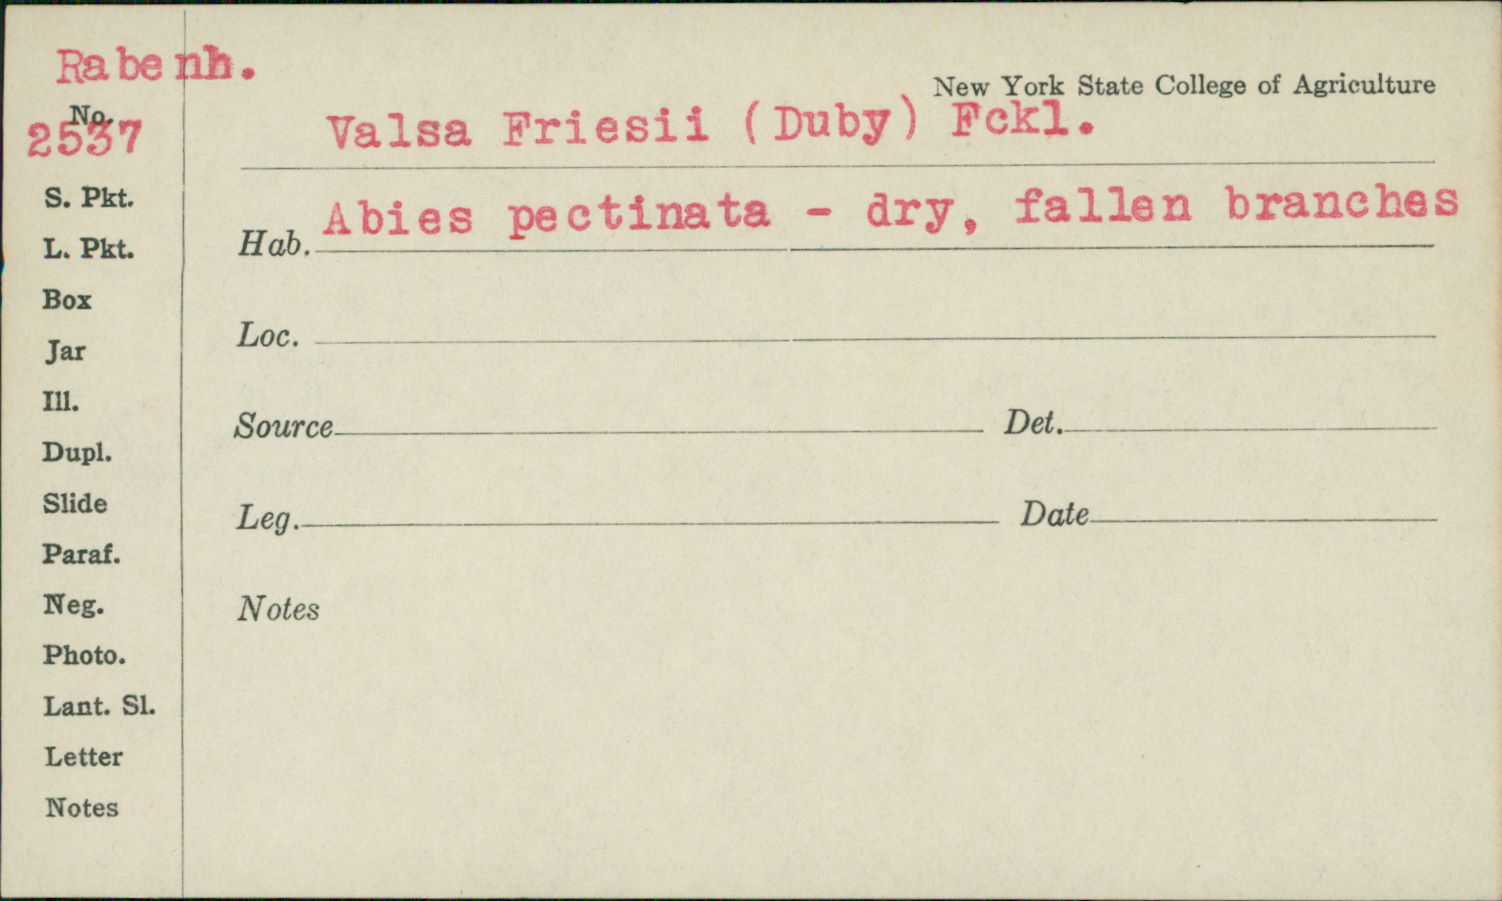 Rabenh.
New York State College of Agriculture
No.
2537
Valsa Friesii (Duby) Fckl.
S. Pkt.
Hab. Abies pectinata - dry, fallen branches
L. Pkt.
Box
Loc.
Jar
Ill.
Source
Det.
Dupl.
Slide
Leg.
Date
Paraf.
Neg.
Notes
Photo.
Lant. Sl.
Letter
Notes